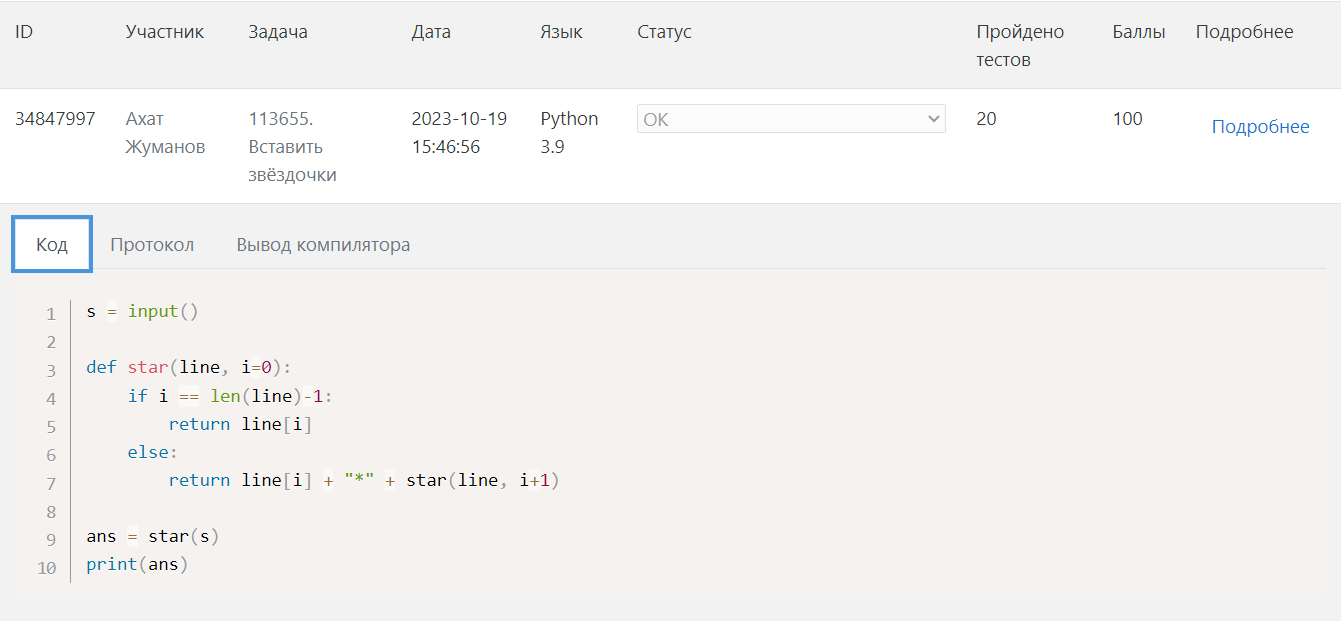 ID Участник Задача Дата Язык Статус Пройдено тестов Баллы Подробнее
34847997 Ахат Жуманов 113655. Вставить звёздочки 2023-10-19 15:46:56 Python 3.9 OK 20 100 Подробнее
Код Протокол Вывод компилятора
1 s = input()
2
3 def star(line, i=0):
4     if i == len(line)-1:
5         return line[i]
6     else:
7         return line[i] + "*" + star(line, i+1)
8
9 ans = star(s)
10 print(ans)